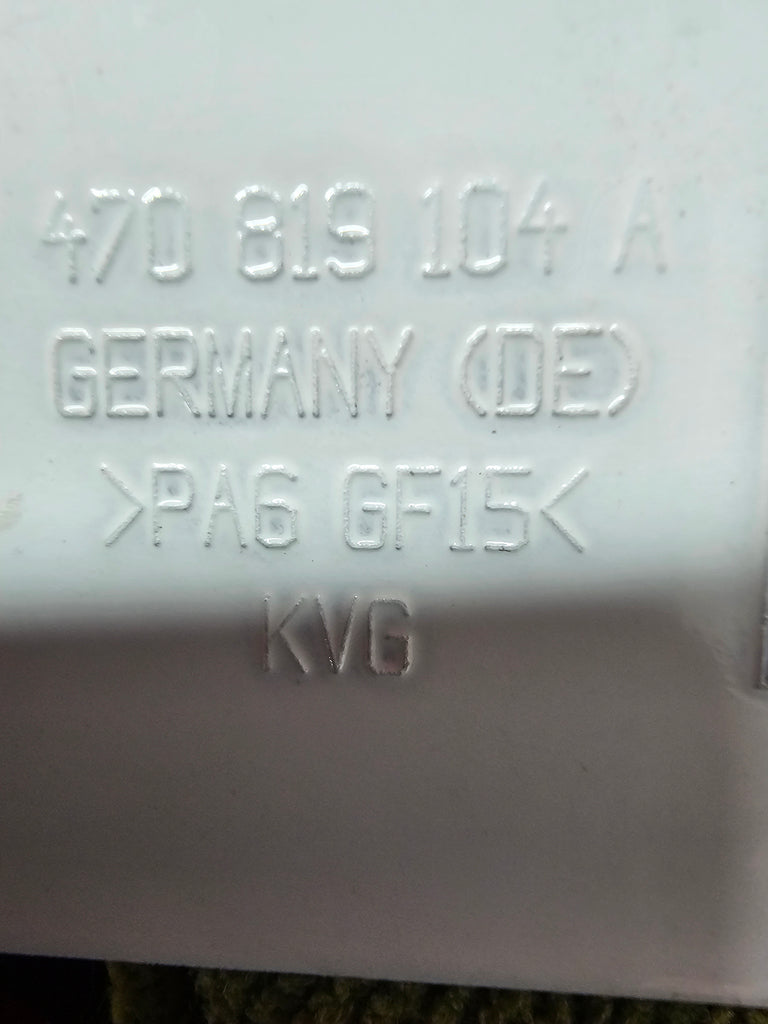 470 819 104 A
GERMANY (DE)
>PA6 GF15<
KVG